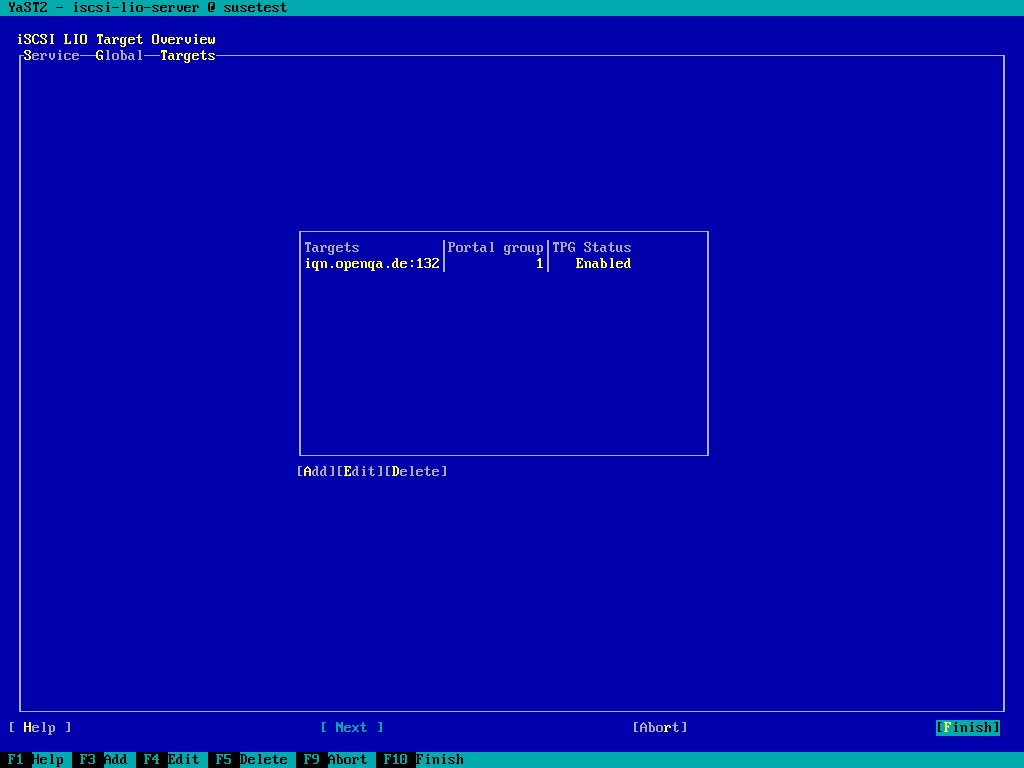 YaST2 - iscsi-lio-server @ susetest
iSCSI LIO Target Overview
Service Global Targets
Targets Portal group TPG Status
iqn.openqa.de:132 1 Enabled
[Add][Edit][Delete]
[ Help ] [ Next ] [Abort] [Finish]
F1 Help F3 Add F4 Edit F5 Delete F9 Abort F10 Finish